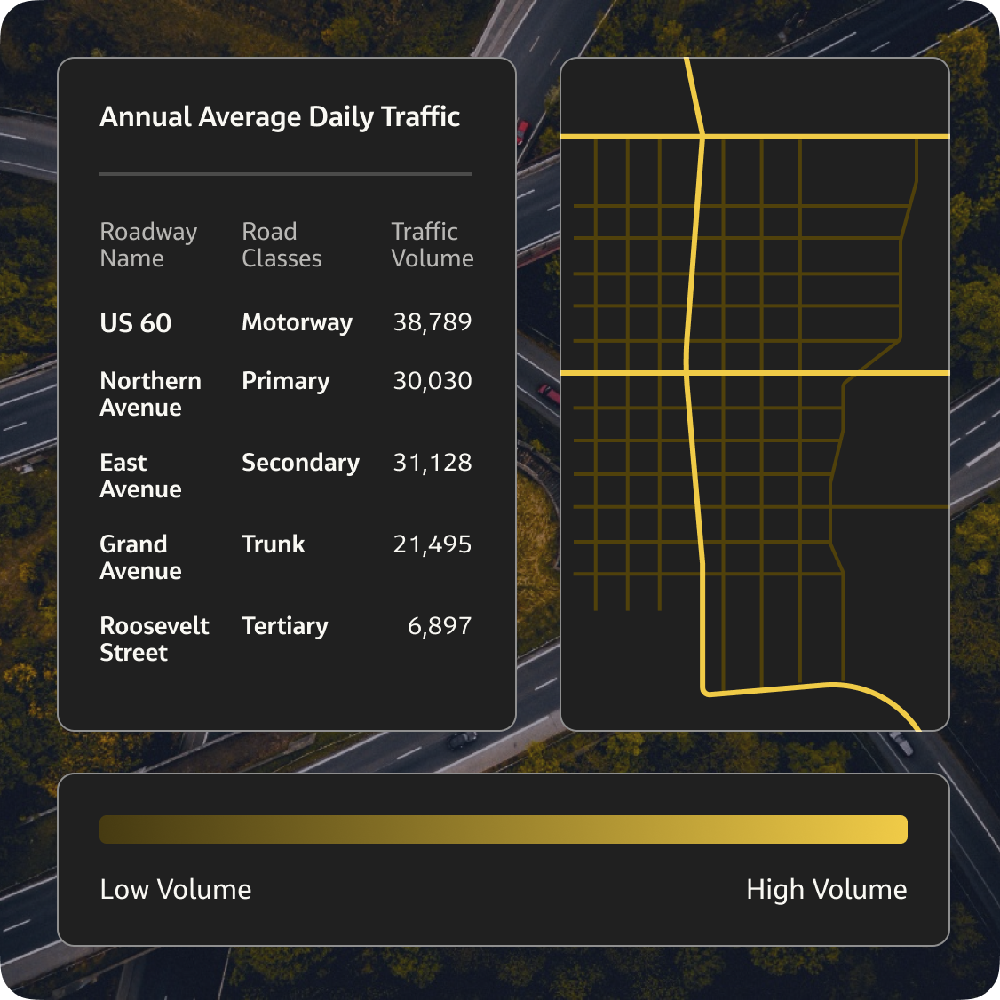 Annual Average Daily Traffic
Roadway Name
Road Classes
Traffic Volume
US 60 Motorway 38,789
Northern Avenue Primary 30,030
East Avenue Secondary 31,128
Grand Avenue Trunk 21,495
Roosevelt Street Tertiary 6,897
Low Volume
High Volume